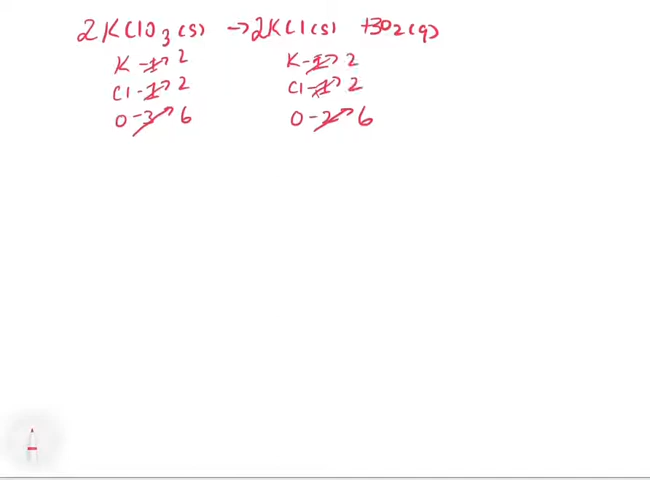 2KClO3(s) → 2KCl(s) + 3O2(g)
K - 1 → 2 K - 1 → 2
Cl - 1 → 2 Cl - 1 → 2
O - 3 → 6 O - 2 → 6